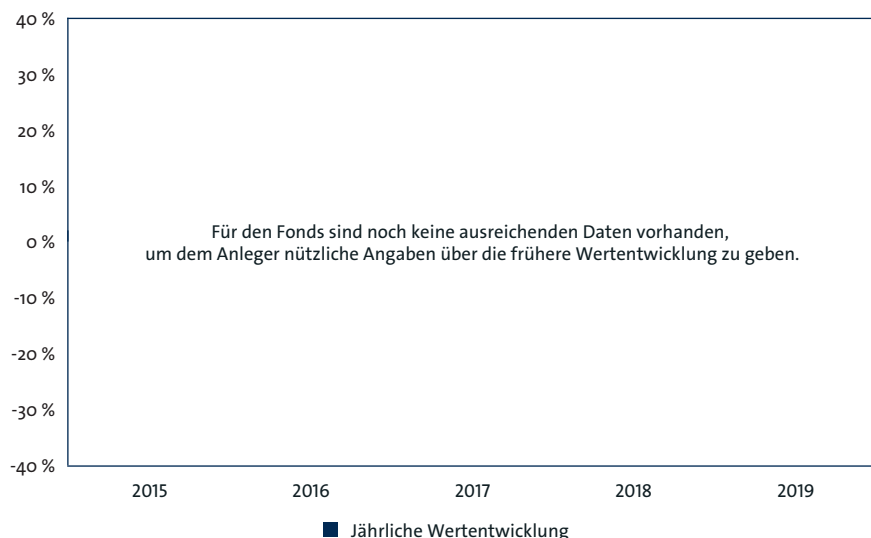 40 %
30 %
20 %
10 %
0 %
-10 %
-20 %
-30 %
-40 %
Für den Fonds sind noch keine ausreichenden Daten vorhanden,
um dem Anleger nützliche Angaben über die frühere Wertentwicklung zu geben.
2015 2016 2017 2018 2019
Jährliche Wertentwicklung